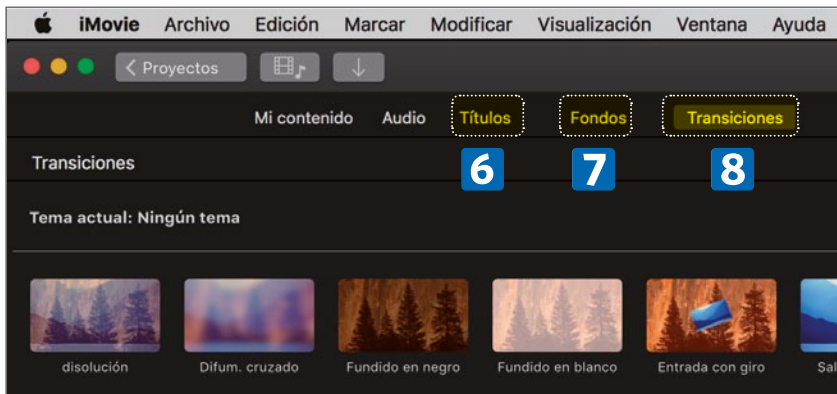 iMovie Archivo Edición Marcar Modificar Visualización Ventana Ayuda
Proyectos
Mi contenido Audio Títulos Fondos Transiciones
6 7 8
Transiciones
Tema actual: Ningún tema
disolución Difum. cruzado Fundido en negro Fundido en blanco Entrada con giro Sal